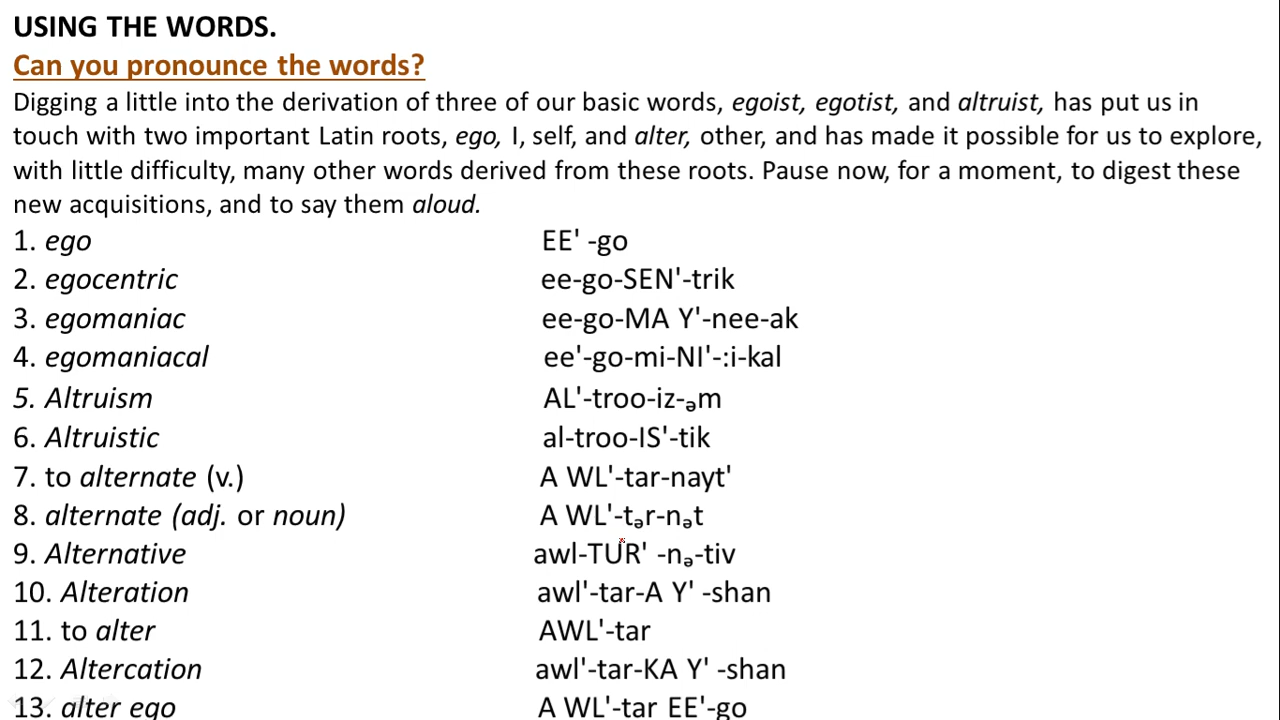 USING THE WORDS.
Can you pronounce the words?
Digging a little into the derivation of three of our basic words, egoist, egotist, and altruist, has put us in
touch with two important Latin roots, ego, I, self, and alter, other, and has made it possible for us to explore,
with little difficulty, many other words derived from these roots. Pause now, for a moment, to digest these
new acquisitions, and to say them aloud.
1. ego EE' -go
2. egocentric ee-go-SEN'-trik
3. egomaniac ee-go-MA Y'-nee-ak
4. egomaniacal ee'-go-mi-NI'-:i-kal
5. Altruism AL'-troo-iz-ₔm
6. Altruistic al-troo-IS'-tik
7. to alternate (v.) A WL'-tar-nayt'
8. alternate (adj. or noun) A WL'-tₔr-nₔt
9. Alternative awl-TUR' -nₔ-tiv
10. Alteration awl'-tar-A Y' -shan
11. to alter AWL'-tar
12. Altercation awl'-tar-KA Y' -shan
13. alter ego A WL'-tar EE'-go